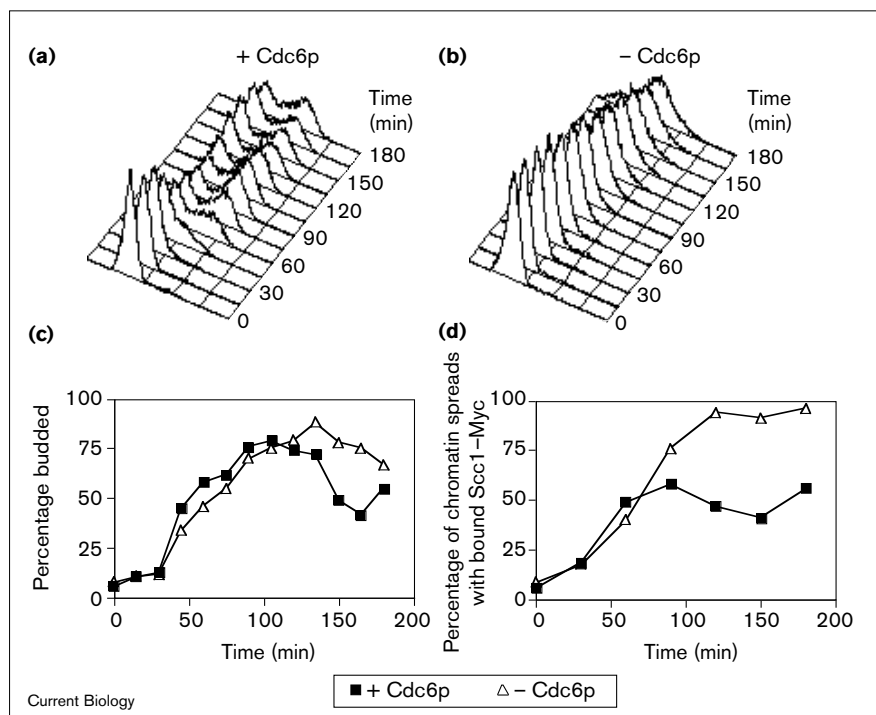 (a)
+ Cdc6p
Time
(min)
180
150
120
90
60
30
0
(b)
– Cdc6p
Time
(min)
180
150
120
90
60
30
0
(c)
Percentage budded
100
75
50
25
0
0 50 100 150 200
Time (min)
(d)
Percentage of chromatin spreads
with bound Scc1–Myc
100
75
50
25
0
0 50 100 150 200
Time (min)
+ Cdc6p – Cdc6p
Current Biology